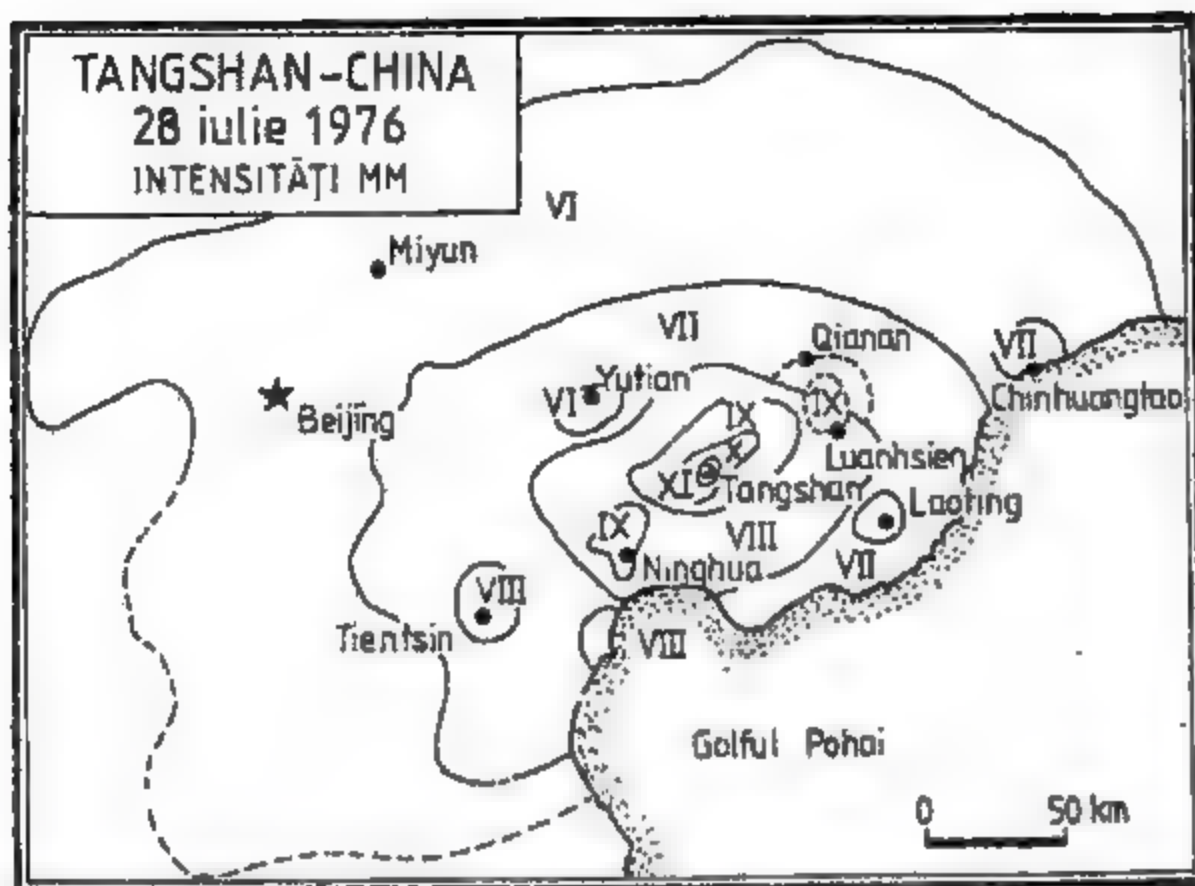 TANGSHAN-CHINA
28 iulie 1976
INTENSITĂŢI MM
VI
Miyun
VII
Qianan
VII
Yutian
VI
Beijing
Chinhuangtao
IX
IX
X
Luanhsien
XI
Tangshan
Laoting
IX
VIII
Ninghua
VII
VIII
Tientsin
VIII
Golful Pohai
0 50 km